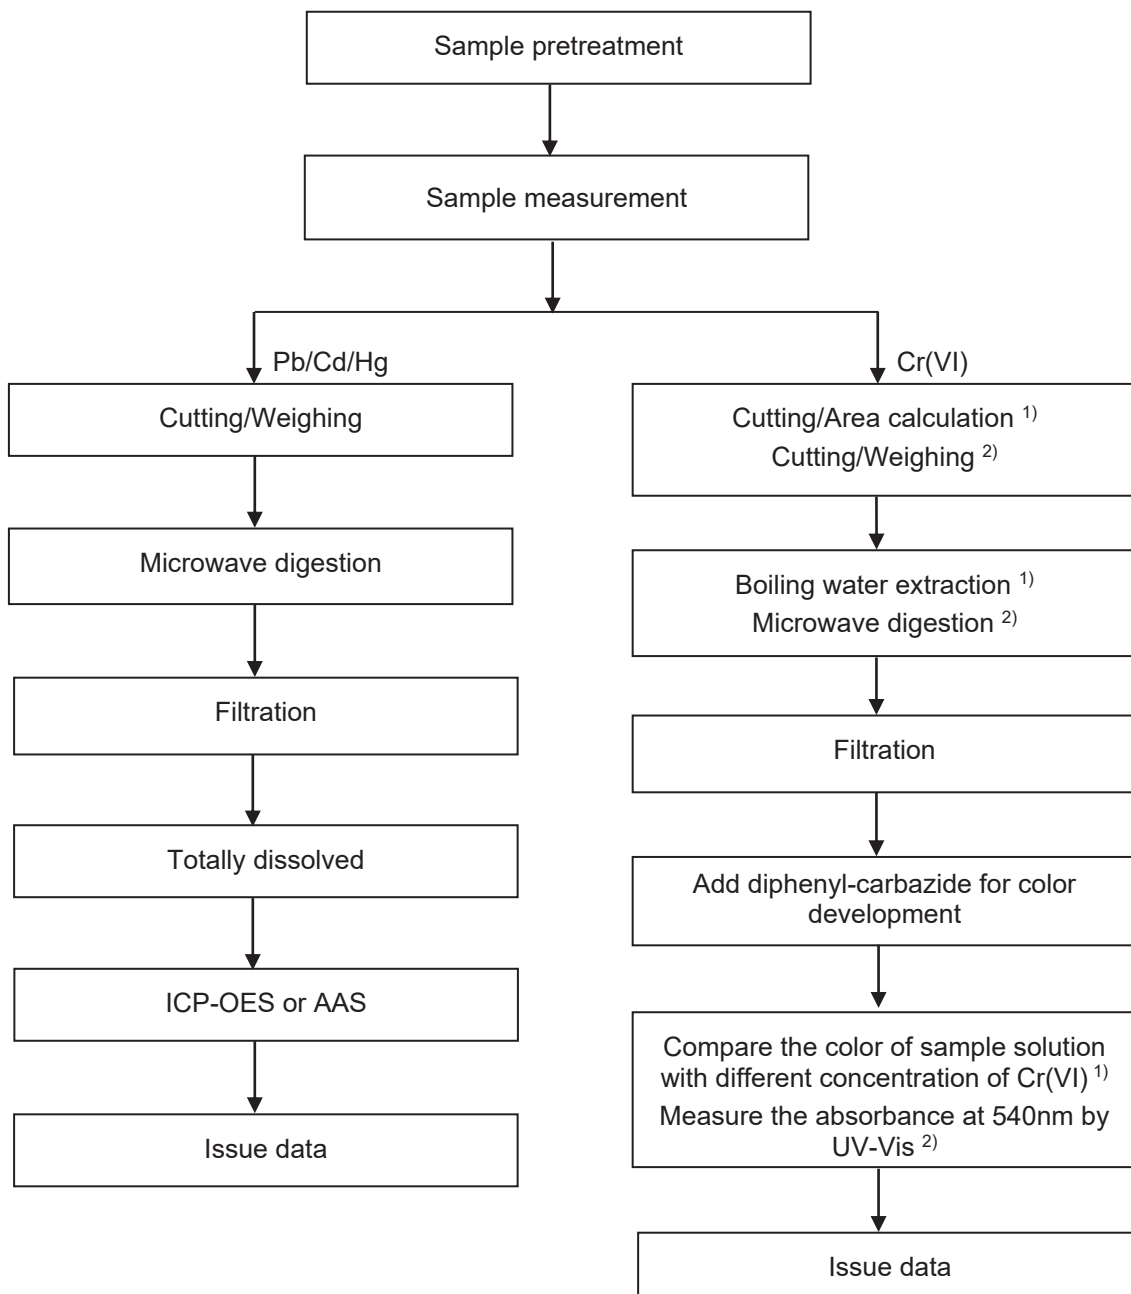 Sample pretreatment
Sample measurement
Pb/Cd/Hg
Cutting/Weighing
Microwave digestion
Filtration
Totally dissolved
ICP-OES or AAS
Issue data
Cr(VI)
Cutting/Area calculation 1)
Cutting/Weighing 2)
Boiling water extraction 1)
Microwave digestion 2)
Filtration
Add diphenyl-carbazide for color
development
Compare the color of sample solution
with different concentration of Cr(VI) 1)
Measure the absorbance at 540nm by
UV-Vis 2)
Issue data